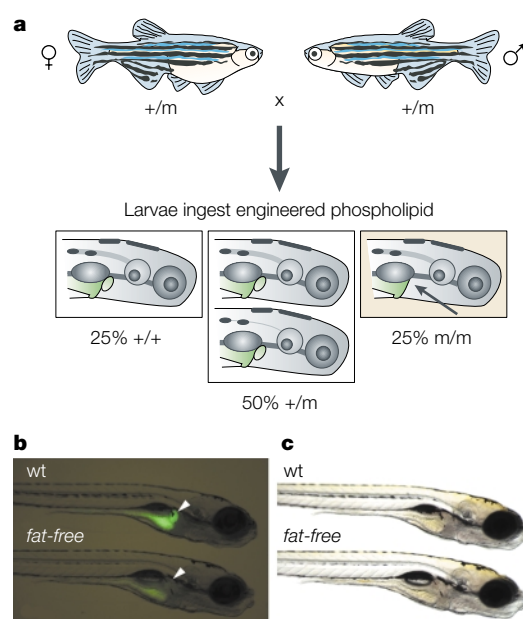 a
♀
♂
+/m
x
+/m
Larvae ingest engineered phospholipid
25% +/+
25% m/m
50% +/m
b
c
wt
wt
fat-free
fat-free